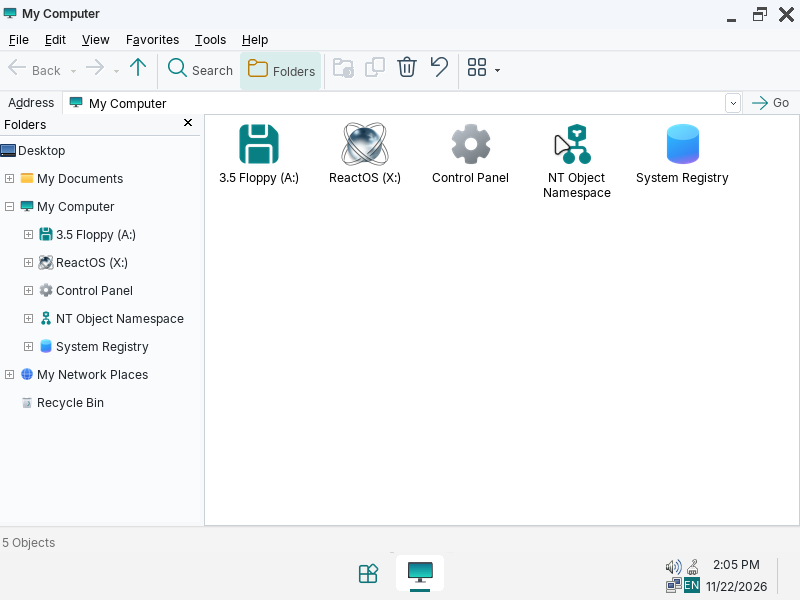 My Computer
File Edit View Favorites Tools Help
Back Search Folders
Address My Computer Go
Folders
Desktop
My Documents
My Computer
3.5 Floppy (A:)
ReactOS (X:)
Control Panel
NT Object Namespace
System Registry
My Network Places
Recycle Bin
3.5 Floppy (A:)
ReactOS (X:)
Control Panel
NT Object
Namespace
System Registry
5 Objects
2:05 PM
EN 11/22/2026